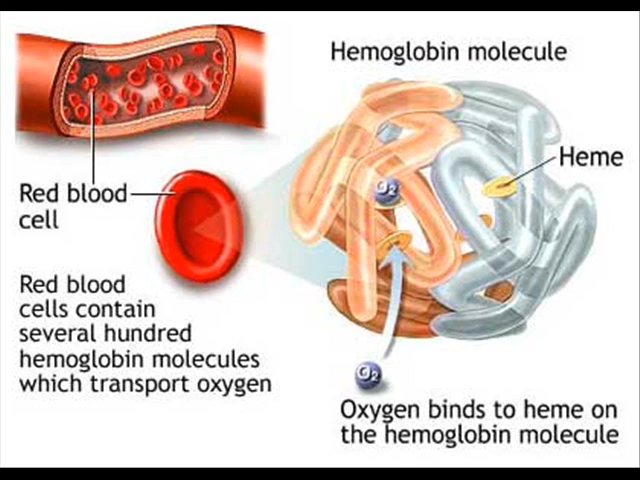 Hemoglobin molecule
Heme
Red blood
cell
O2
Red blood
cells contain
several hundred
hemoglobin molecules
which transport oxygen
O2
Oxygen binds to heme on
the hemoglobin molecule